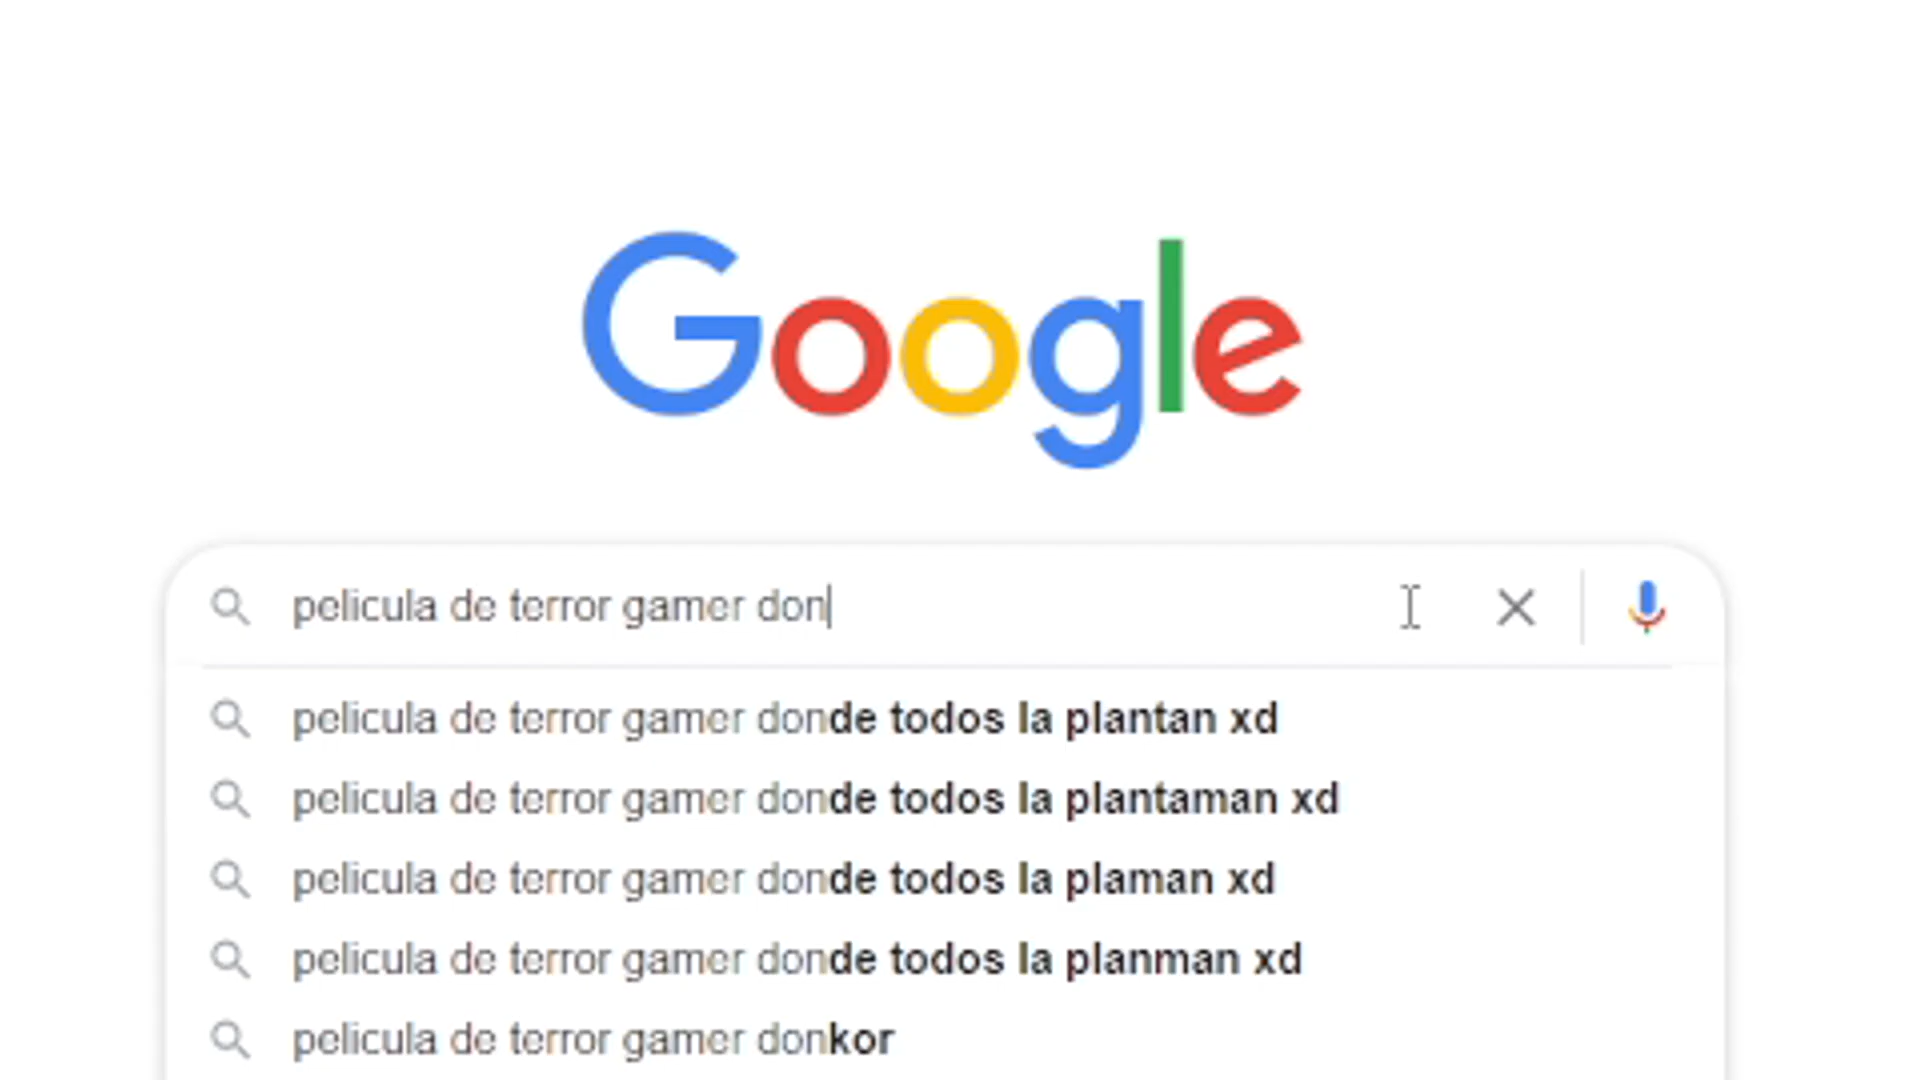 Google
pelicula de terror gamer don
pelicula de terror gamer donde todos la plantan xd
pelicula de terror gamer donde todos la plantaman xd
pelicula de terror gamer donde todos la plaman xd
pelicula de terror gamer donde todos la planman xd
pelicula de terror gamer donkor